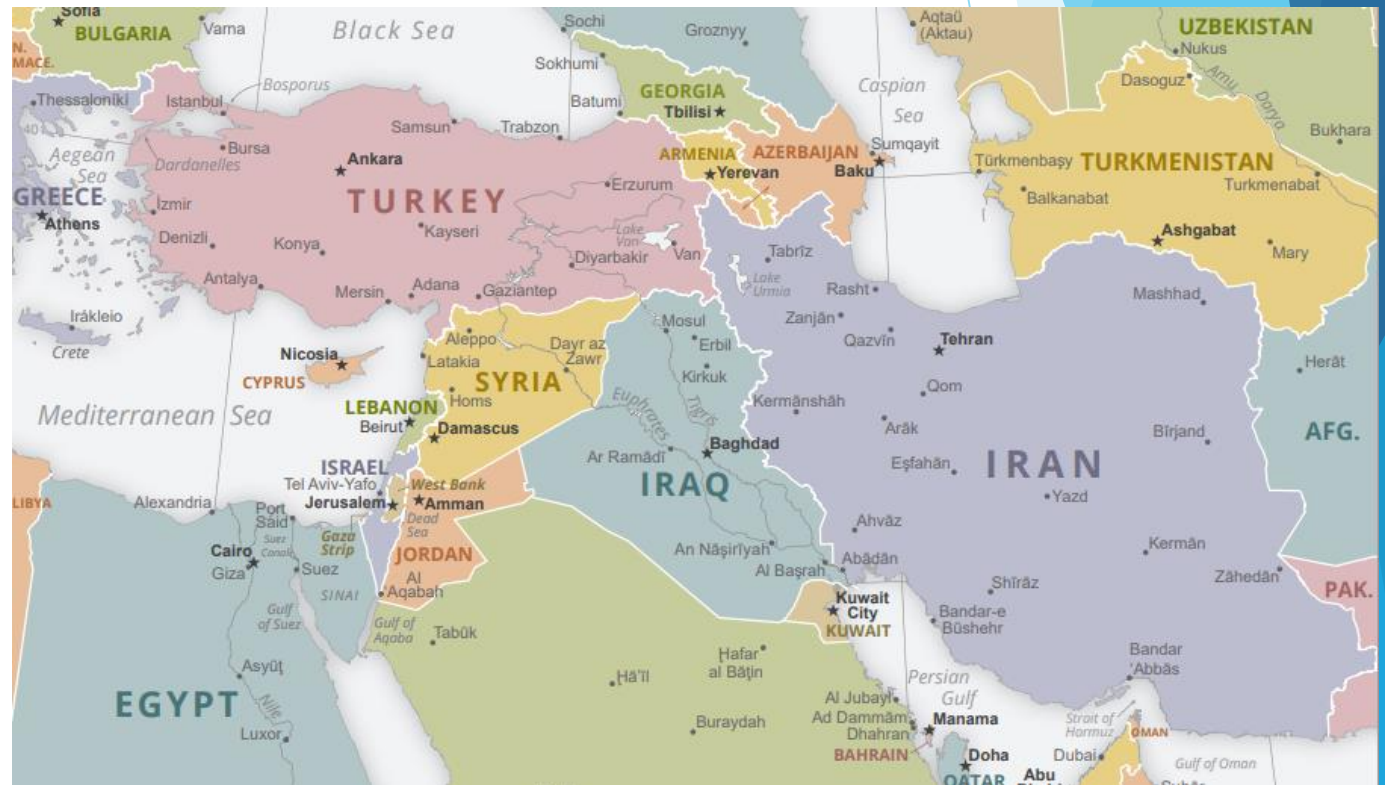 Sofia
BULGARIA
Varna
Black Sea
Sochi
Groznyy
Aqtaū
(Aktau)
UZBEKISTAN
Nukus
N.
MACE.
Sokhumi
Dasoguz
Amu
Darya
Bosporus
GEORGIA
Tbilisi
Caspian
Sea
Thessaloníki
Istanbul
Batumi
Bukhara
401
Samsun
Trabzon
Sumqayit
Aegean
Sea
Bursa
Dardanelles
Ankara
ARMENIA
Yerevan
AZERBAIJAN
Baku
Türkmenbaşy
TURKMENISTAN
Turkmenabat
GREECE
Athens
TURKEY
Erzurum
Balkanabat
İzmir
Kayseri
Denizli
Konya
Lake
Van
Van
Diyarbakir
Tabrīz
Ashgabat
Mary
Antalya
Mersin
Adana
Gaziantep
Lake
Urmia
Rasht
Mashhad
Irákleio
Crete
Zanjān
Mosul
Erbil
Qazvīn
Tehran
Aleppo
Dayr az
Zawr
Nicosia
CYPRUS
Latakia
SYRIA
Kirkuk
Herāt
Qom
Homs
Euphrates
Tigris
Kermānshāh
Mediterranean Sea
LEBANON
Beirut
Damascus
Arāk
Bīrjand
AFG.
Baghdad
Ar Ramādī
Eşfahān
IRAN
ISRAEL
Tel Aviv-Yafo
West Bank
IRAQ
Yazd
LIBYA
Alexandria
Port
Said
Jerusalem
Amman
Dead
Sea
Ahvāz
Suez
Canal
Gaza
Strip
Cairo
Giza
JORDAN
An Nāşirīyah
Al Başrah
Abādān
Kermān
Suez
SINAI
Al
'Aqabah
Zāhedān
Shīrāz
PAK.
Gulf
of Suez
Gulf of
Aqaba
Kuwait
City
KUWAIT
Bandar-e
Būshehr
Tabūk
Hafar
al Bāţin
Bandar
'Abbās
Asyūţ
Hā'īl
Persian
Gulf
EGYPT
Nile
Al Jubayl
Ad Dammām
Dhahran
Manama
BAHRAIN
Strait of
Hormuz
OMAN
Buraydah
Luxor
Doha
QATAR
Dubai
Abu
Gulf of Oman